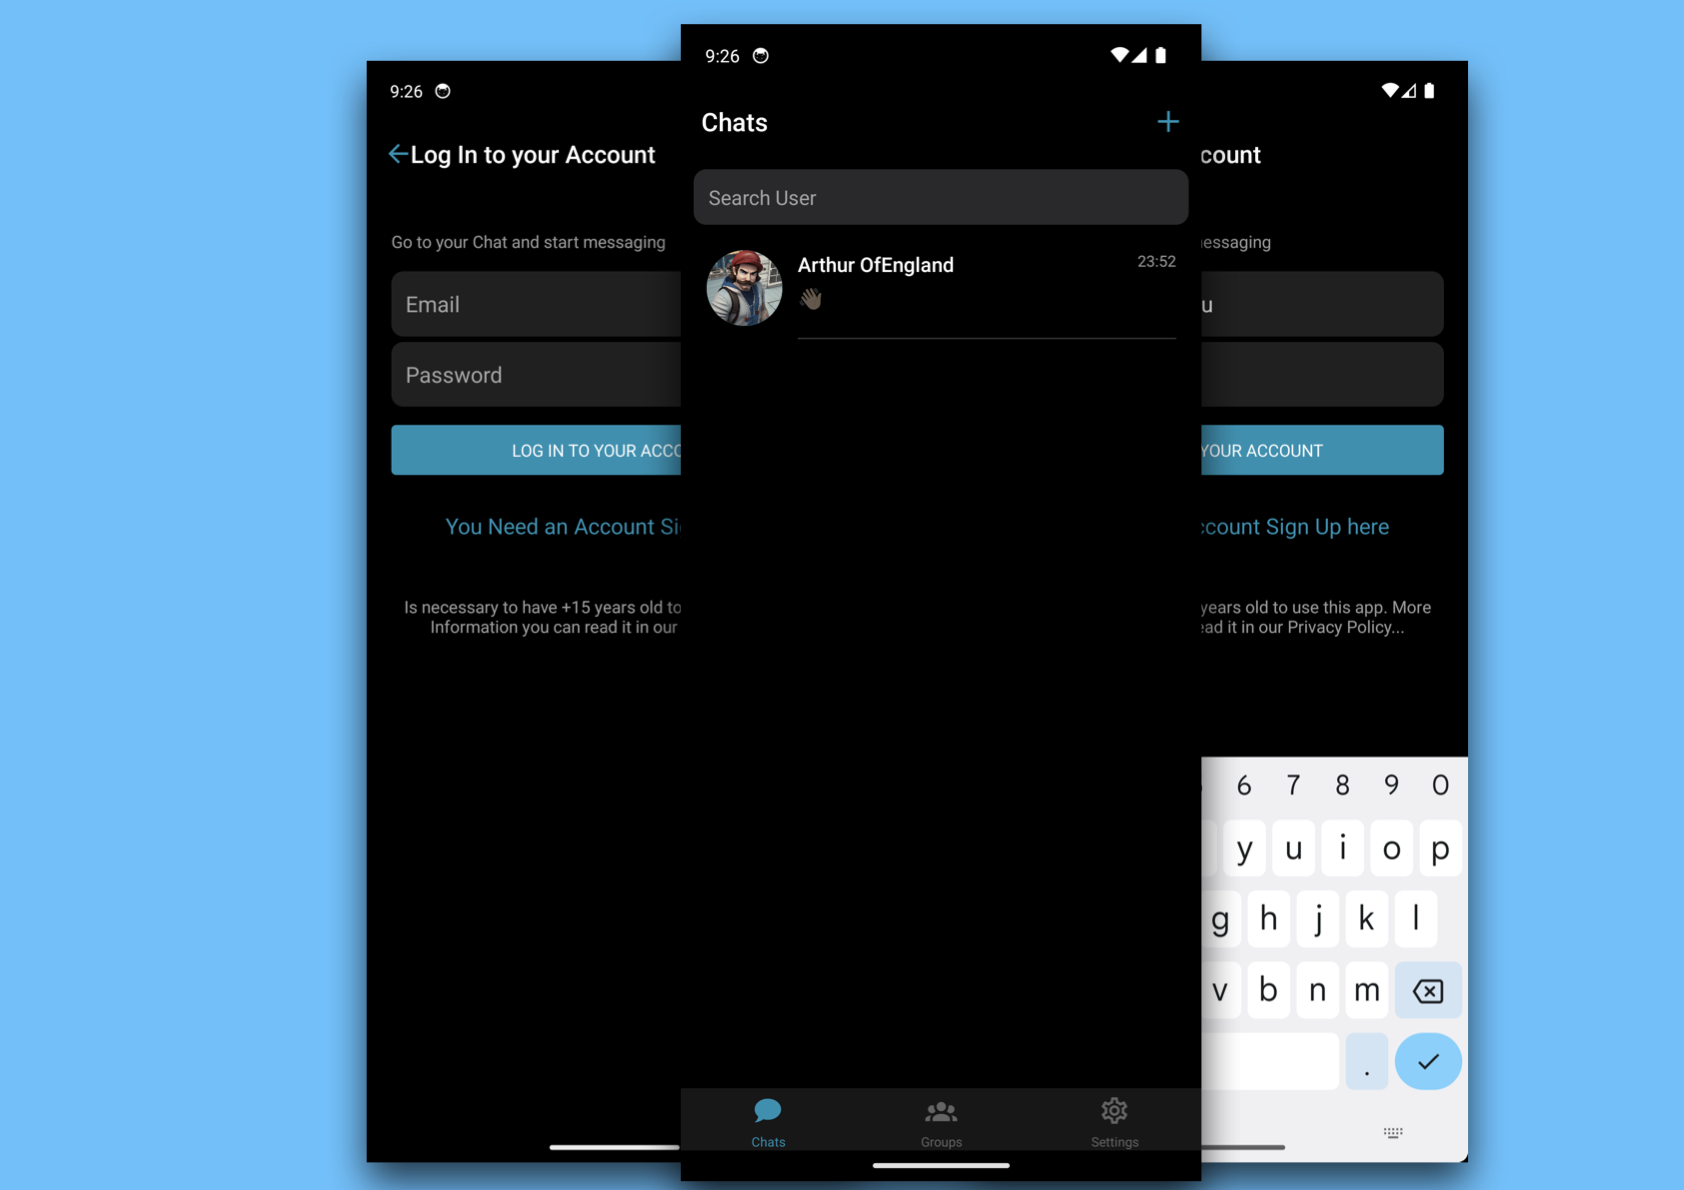 9:26
Log In to your Account
Go to your Chat and start messaging
Email
Password
LOG IN TO YOUR ACCO
You Need an Account Si
Is necessary to have +15 years old to
Information you can read it in our
9:26
Chats
+
Search User
Arthur OfEngland
23:52
Chats
Groups
Settings
count
essaging
u
YOUR ACCOUNT
ccount Sign Up here
years old to use this app. More
ead it in our Privacy Policy...
6 7 8 9 0
y u i o p
g h j k l
v b n m
.